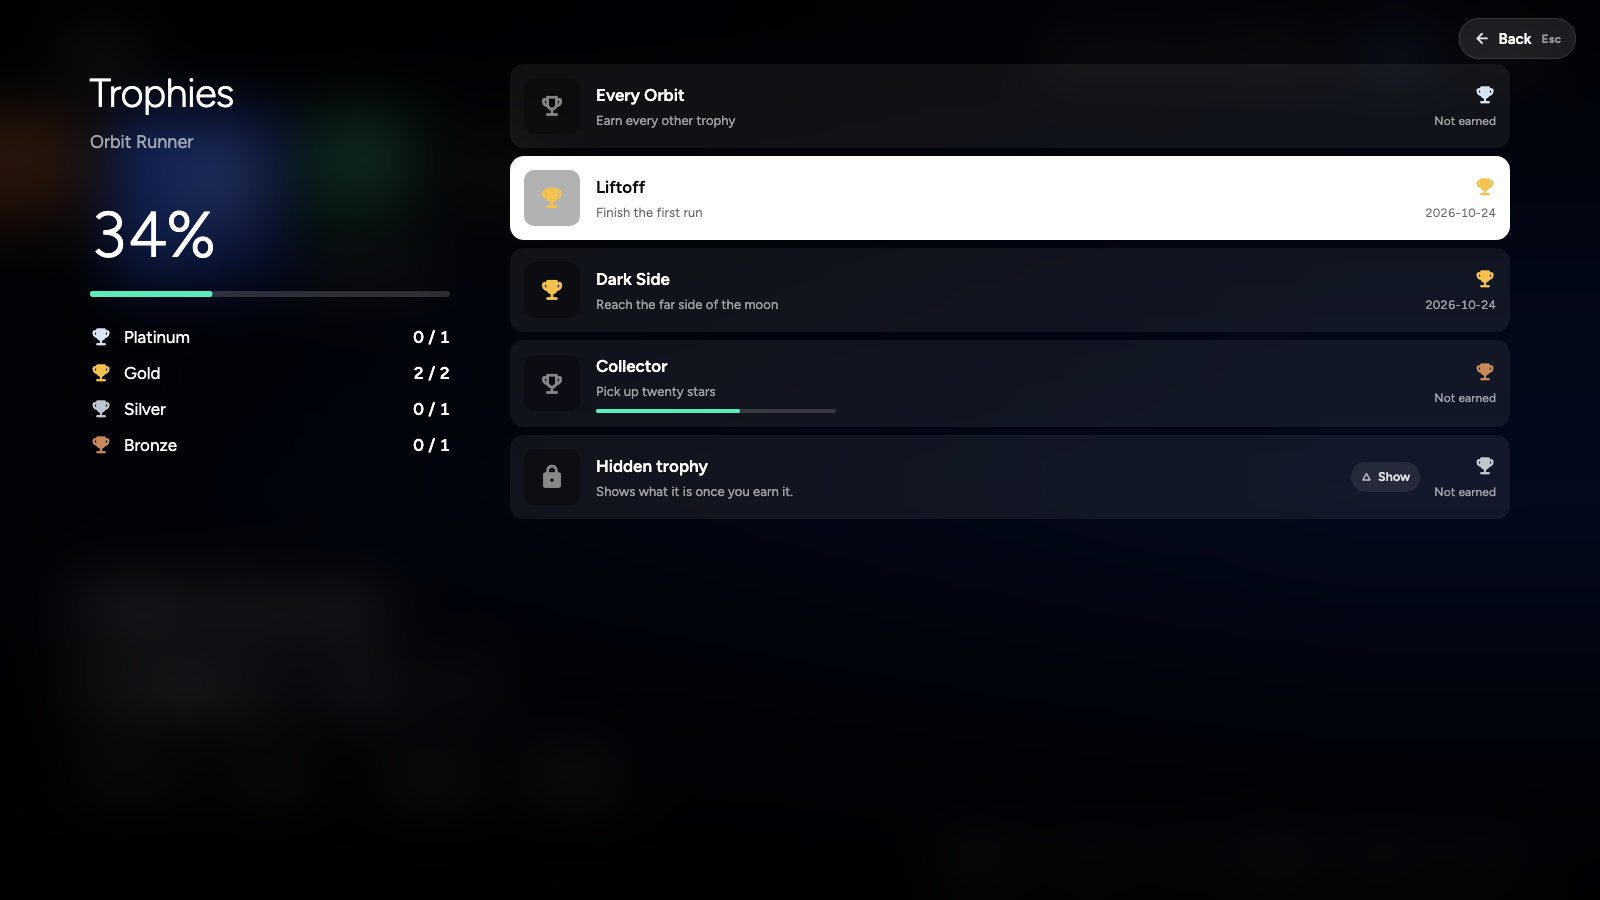 Back Esc
Trophies
Orbit Runner
34%
Platinum 0 / 1
Gold 2 / 2
Silver 0 / 1
Bronze 0 / 1
Every Orbit
Earn every other trophy
Not earned
Liftoff
Finish the first run
2026-10-24
Dark Side
Reach the far side of the moon
2026-10-24
Collector
Pick up twenty stars
Not earned
Hidden trophy
Shows what it is once you earn it.
Show
Not earned